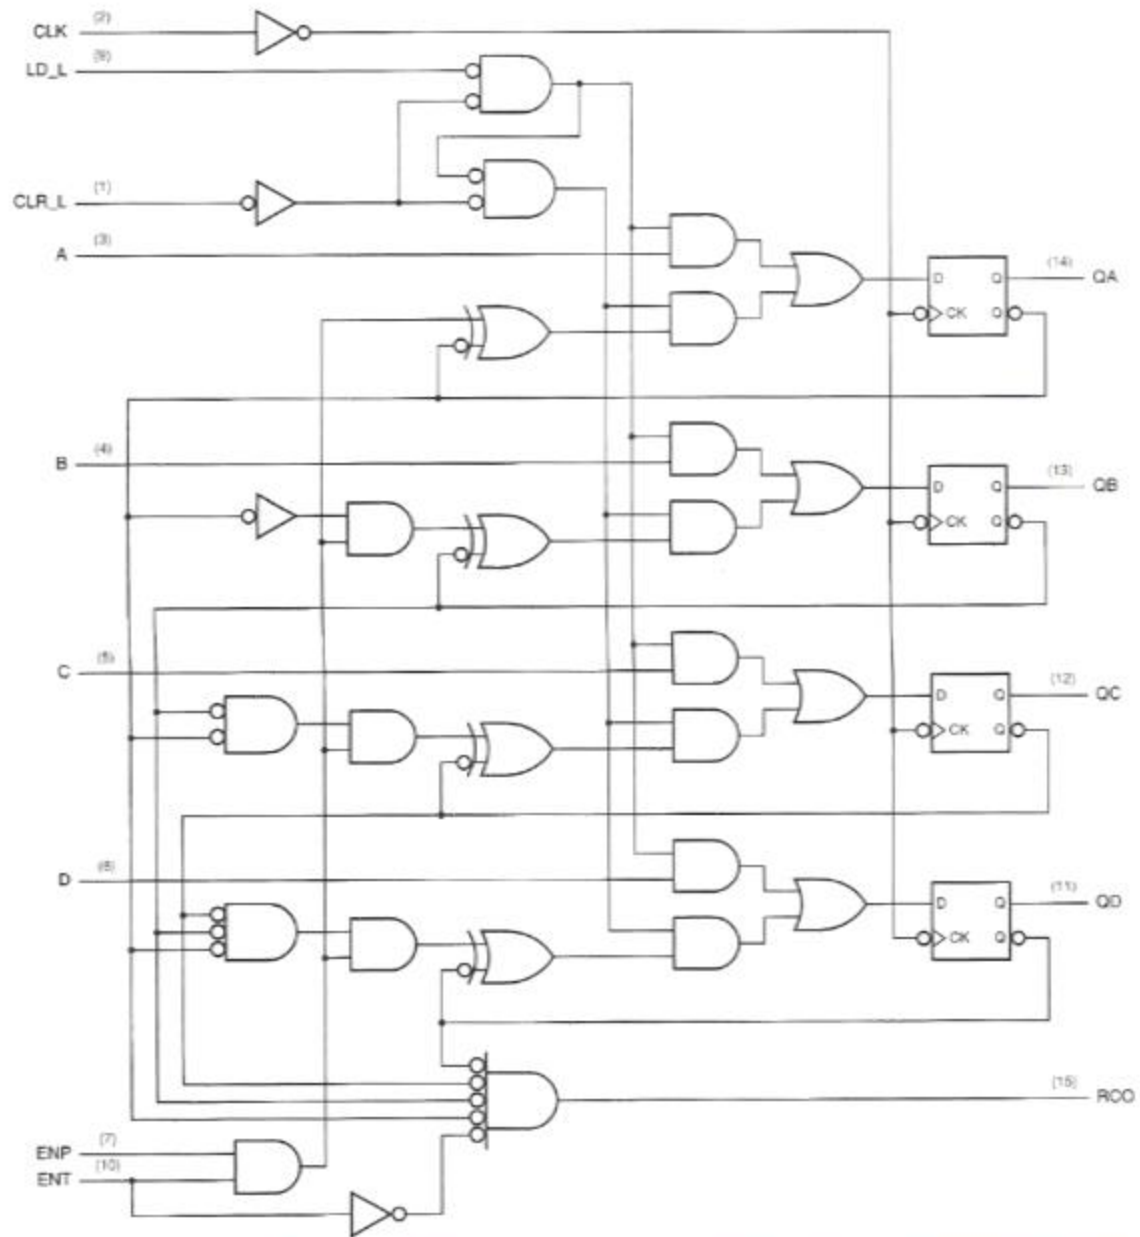 CLK (2)
LD_L (9)
CLR_L (1)
A (3)
D Q (14) QA
CK Q
B (4)
D Q (13) QB
CK Q
C (5)
D Q (12) QC
CK Q
D (6)
D Q (11) QD
CK Q
(15) RCO
ENP (7)
ENT (10)